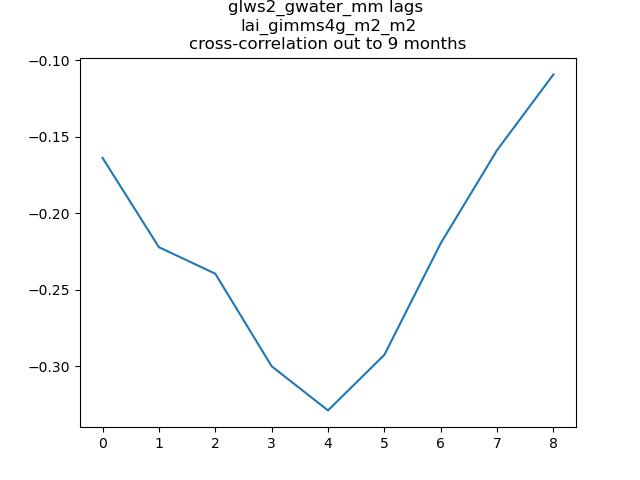 glws2_gwater_mm lags
lai_gimms4g_m2_m2
cross-correlation out to 9 months
−0.10
−0.15
−0.20
−0.25
−0.30
0 1 2 3 4 5 6 7 8